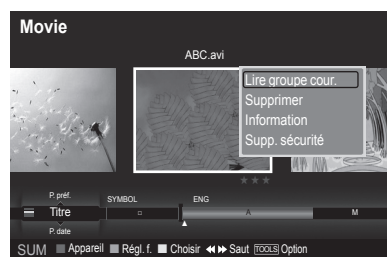 Movie
ABC.avi
Lire groupe cour.
Supprimer
Information
Supp. sécurité
P. préf.
SYMBOL ENG
Titre A M
P. date
SUM Appareil Régl. f. Choisir Saut TOOLS Option